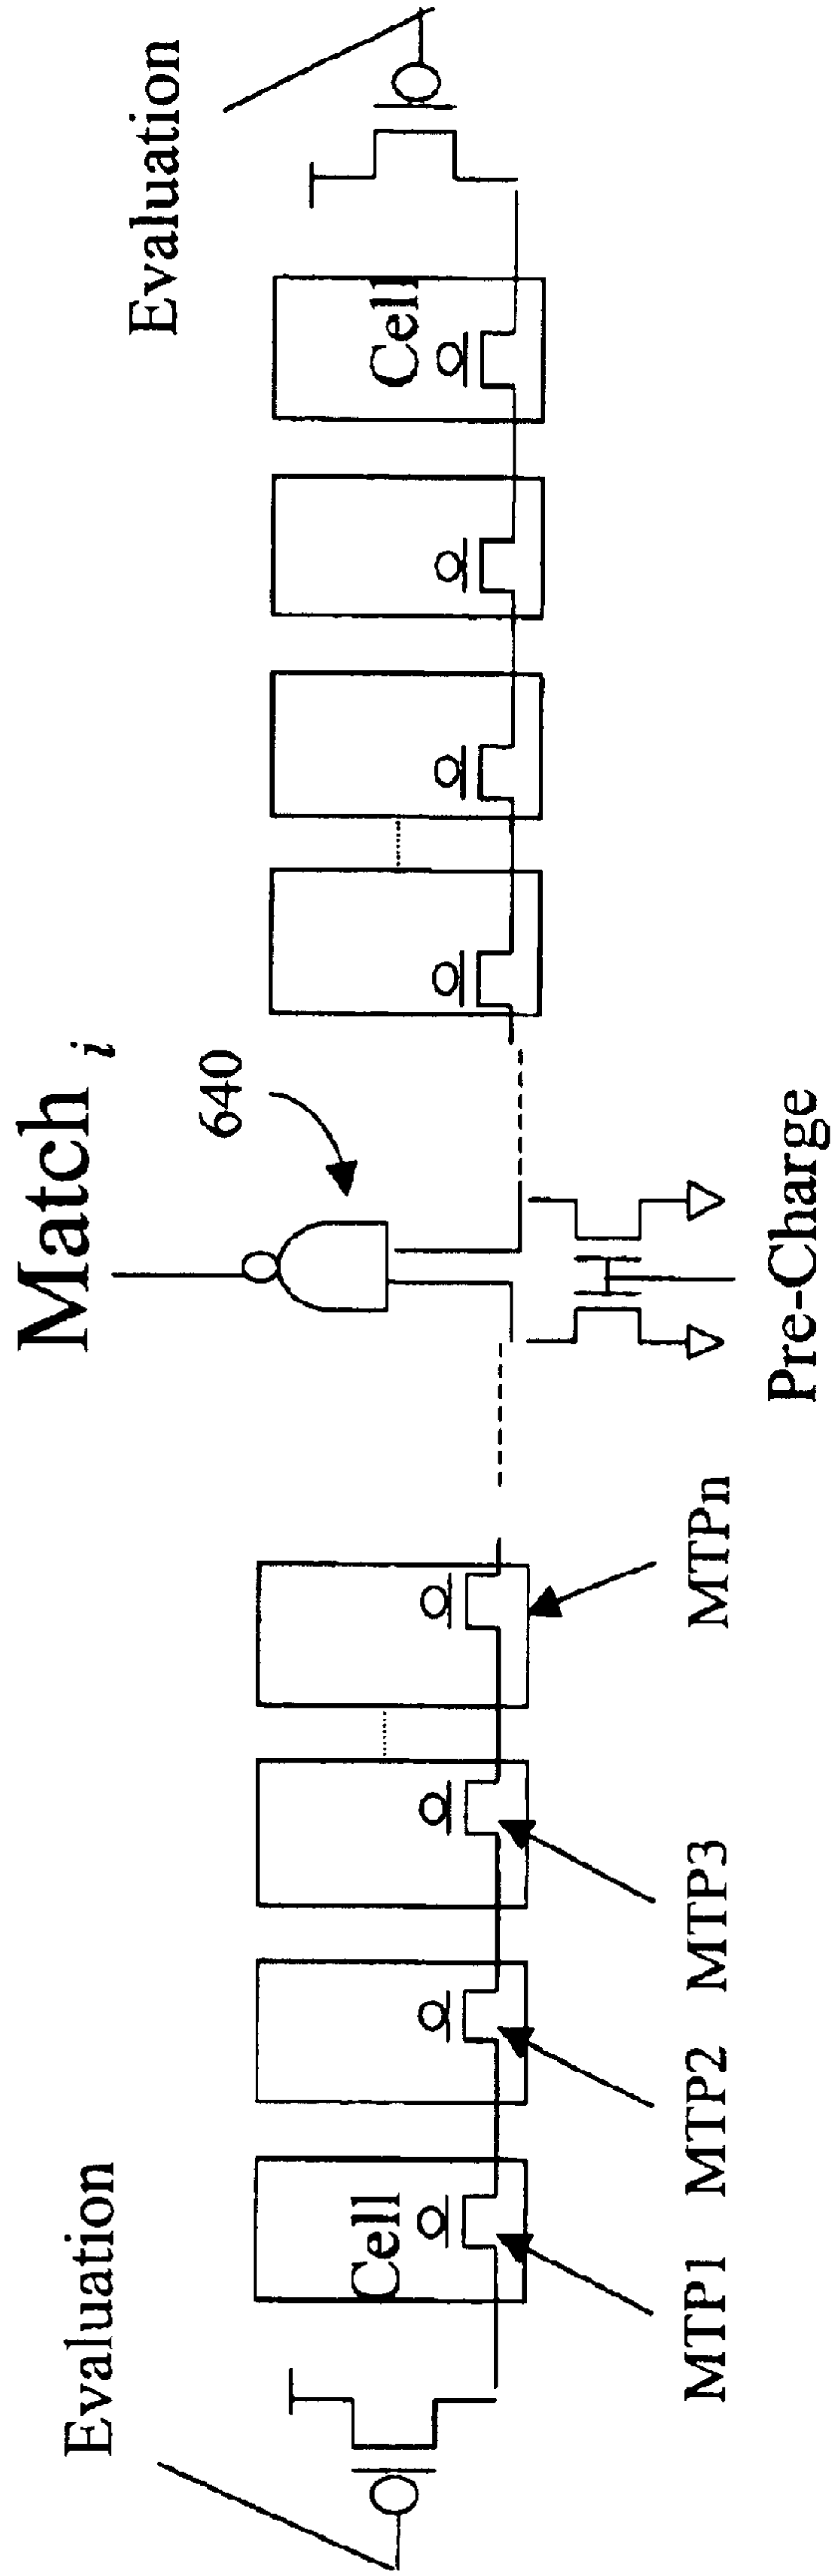 Match i
640
Evaluation
Evaluation
Cell
Cell
MTP1
MTP2
MTP3
MTPn
Pre-Charge